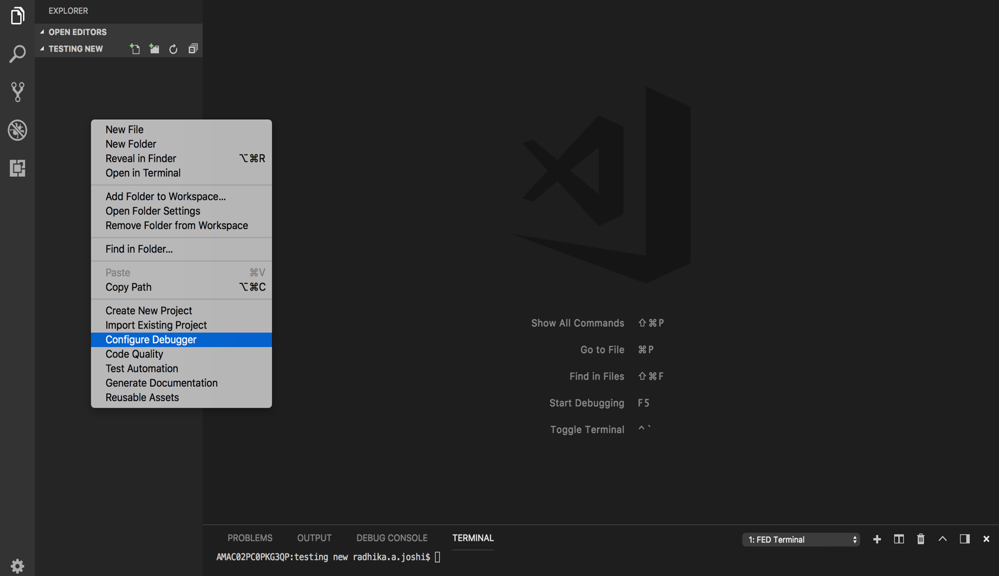 EXPLORER
OPEN EDITORS
TESTING NEW
New File
New Folder
Reveal in Finder ⌥⌘R
Open in Terminal
Add Folder to Workspace...
Open Folder Settings
Remove Folder from Workspace
Find in Folder...
Paste ⌘V
Copy Path ⌥⌘C
Create New Project
Import Existing Project
Configure Debugger
Code Quality
Test Automation
Generate Documentation
Reusable Assets
Show All Commands ⇧⌘P
Go to File ⌘P
Find in Files ⇧⌘F
Start Debugging F5
Toggle Terminal ^`
PROBLEMS OUTPUT DEBUG CONSOLE TERMINAL 1: FED Terminal
AMAC02PC0PKG3QP:testing new radhika.a.joshi$